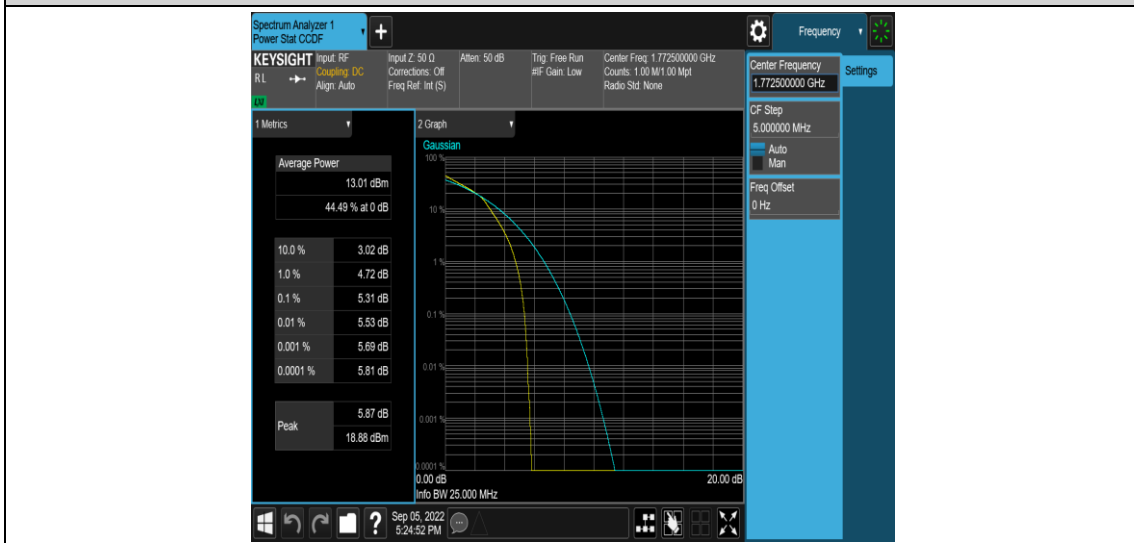 Spectrum Analyzer 1
Power Stat CCDF
+
Frequency
KEYSIGHT
RL
LXI
Input: RF
Coupling: DC
Align: Auto
Input Z: 50 Ω
Corrections: Off
Freq Ref: Int (S)
Atten: 50 dB
Trig: Free Run
#IF Gain: Low
Center Freq: 1.772500000 GHz
Counts: 1.00 M/1.00 Mpt
Radio Std: None
Center Frequency
1.772500000 GHz
Settings
CF Step
5.000000 MHz
Auto
Man
Freq Offset
0 Hz
1 Metrics
Average Power
13.01 dBm
44.49 % at 0 dB
10.0 % 3.02 dB
1.0 % 4.72 dB
0.1 % 5.31 dB
0.01 % 5.53 dB
0.001 % 5.69 dB
0.0001 % 5.81 dB
Peak
5.87 dB
18.88 dBm
2 Graph
Gaussian
100 %
10 %
1 %
0.1 %
0.01 %
0.001 %
0.0001 %
0.00 dB 20.00 dB
Info BW 25.000 MHz
?
Sep 05, 2022
5:24:52 PM